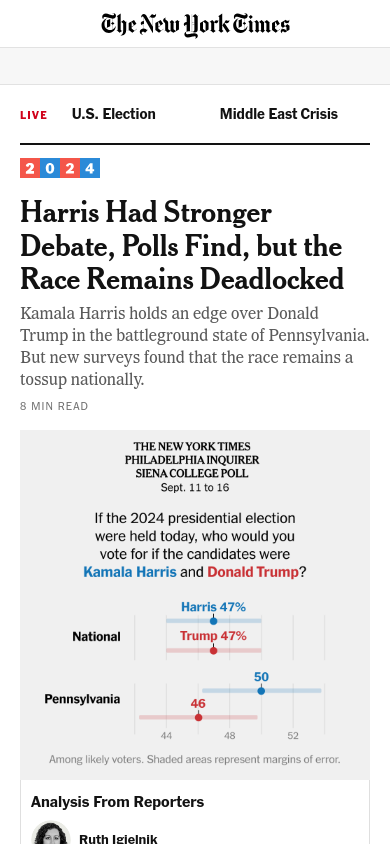 The New York Times
LIVE U.S. Election Middle East Crisis
2024
Harris Had Stronger
Debate, Polls Find, but the
Race Remains Deadlocked
Kamala Harris holds an edge over Donald
Trump in the battleground state of Pennsylvania.
But new surveys found that the race remains a
tossup nationally.
8 MIN READ
THE NEW YORK TIMES
PHILADELPHIA INQUIRER
SIENA COLLEGE POLL
Sept. 11 to 16
If the 2024 presidential election
were held today, who would you
vote for if the candidates were
Kamala Harris and Donald Trump?
Harris 47%
National Trump 47%
50
Pennsylvania 46
44 48 52
Among likely voters. Shaded areas represent margins of error.
Analysis From Reporters
Ruth Igielnik